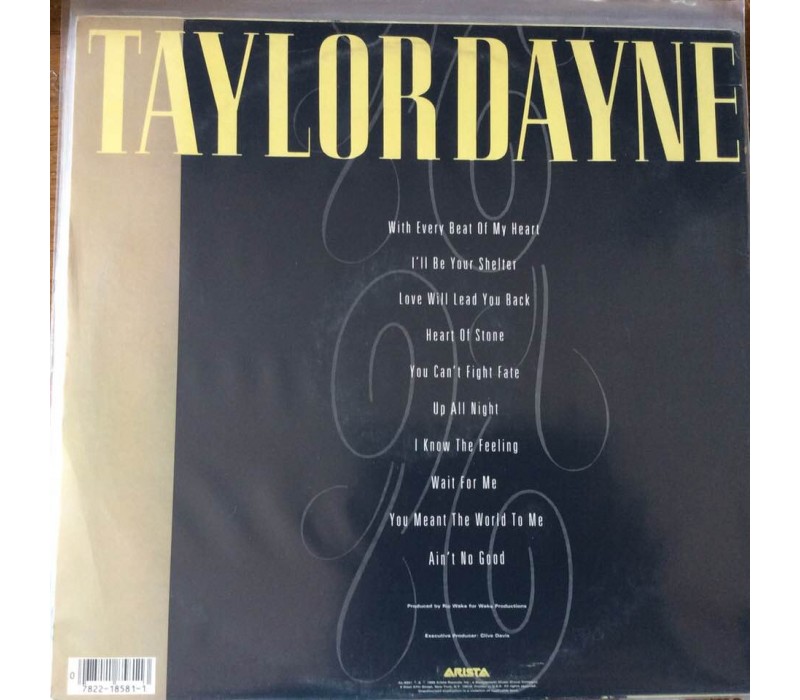 TAYLOR DAYNE
With Every Beat Of My Heart
I'll Be Your Shelter
Love Will Lead You Back
Heart Of Stone
You Can't Fight Fate
Up All Night
I Know The Feeling
Wait For Me
You Meant The World To Me
Ain't No Good
Produced by Ric Wake for Wake Productions
Executive Producer: Clive Davis
ARISTA
0 7822-18581-1